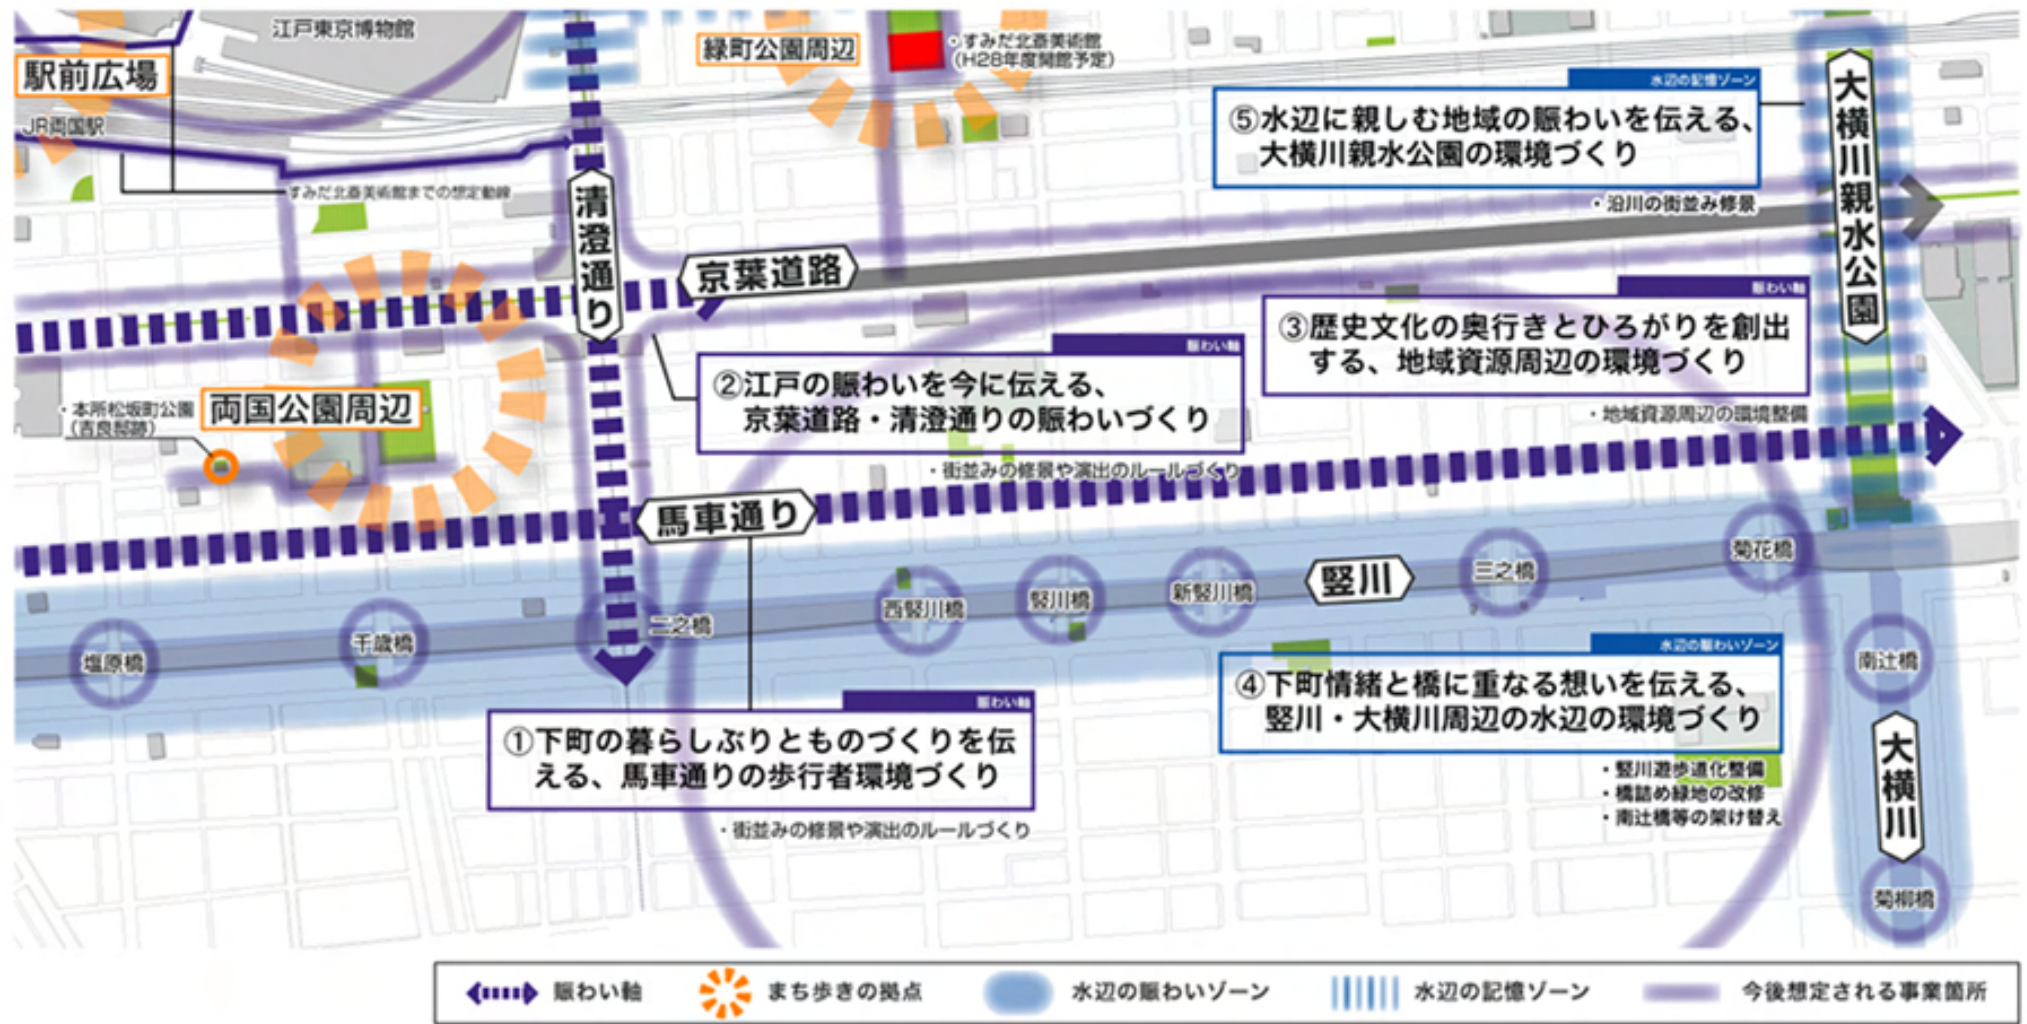 江戸東京博物館
駅前広場
JR両国駅
すみだ北斎美術館までの想定動線
緑町公園周辺
・すみだ北斎美術館
(H28年度開館予定)
水辺の記憶ゾーン
⑤水辺に親しむ地域の賑わいを伝える、
大横川親水公園の環境づくり
・沿川の街並み修景
大横川親水公園
清澄通り
京葉道路
賑わい軸
③歴史文化の奥行きとひろがりを創出
する、地域資源周辺の環境づくり
・地域資源周辺の環境整備
賑わい軸
②江戸の賑わいを今に伝える、
京葉道路・清澄通りの賑わいづくり
・街並みの修景や演出のルールづくり
・本所松坂町公園
(吉良邸跡)
両国公園周辺
馬車通り
塩原橋
千歳橋
二之橋
西竪川橋
竪川橋
新竪川橋
竪川
三之橋
菊花橋
南辻橋
水辺の賑わいゾーン
④下町情緒と橋に重なる想いを伝える、
竪川・大横川周辺の水辺の環境づくり
・竪川遊歩道化整備
・橋詰め緑地の改修
・南辻橋等の架け替え
賑わい軸
①下町の暮らしぶりとものづくりを伝
える、馬車通りの歩行者環境づくり
・街並みの修景や演出のルールづくり
大横川
菊柳橋
賑わい軸
まち歩きの拠点
水辺の賑わいゾーン
水辺の記憶ゾーン
今後想定される事業箇所